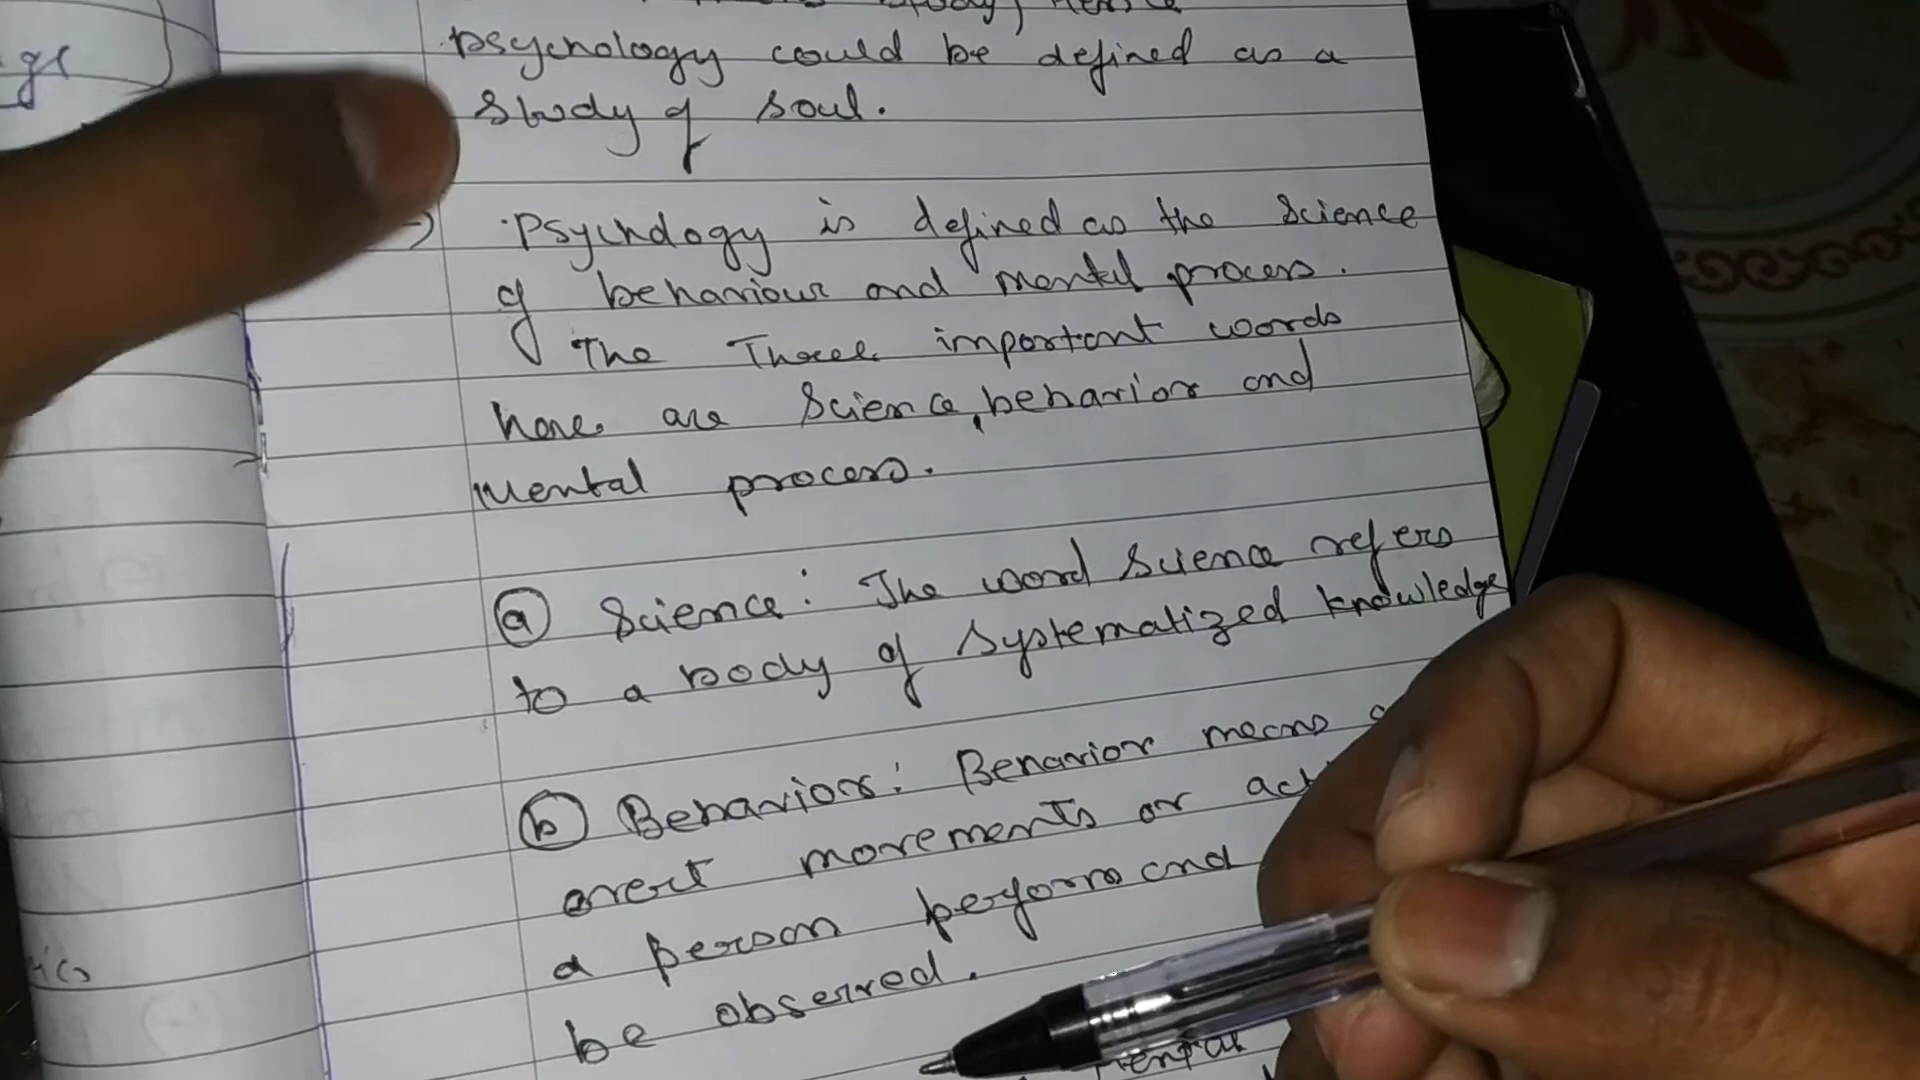 psychology could be defined as a
study of soul.
Psychology is defined as the science
of behaviour and mental process.
The Three important words
here are Science, behavior and
Mental process.
(a) Science: The word Science refers
to a body of systematized knowledge
(b) Behavior: Behavior means
overt movements or
a person perform and
be observed.